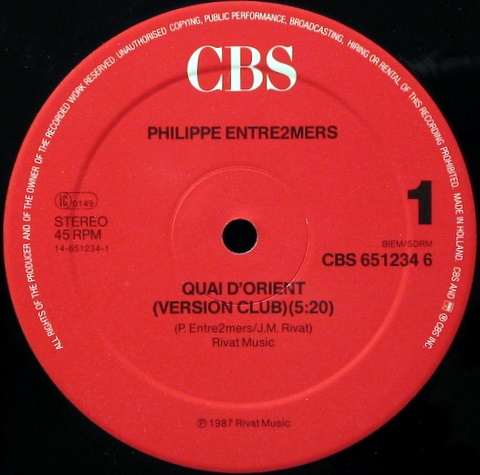 ALL RIGHTS OF THE PRODUCER AND OF THE OWNER OF THE RECORDED WORK RESERVED. UNAUTHORISED COPYING, PUBLIC PERFORMANCE, BROADCASTING, HIRING OR RENTAL OF THIS RECORDING PROHIBITED. MADE IN HOLLAND. CBS AND ® CBS INC.
CBS
PHILIPPE ENTRE2MERS
LC 0149
1
STEREO
45 RPM
14-651234-1
BIEM/SDRM
CBS 651234 6
QUAI D'ORIENT
(VERSION CLUB)(5:20)
(P. Entre2mers/J.M. Rivat)
Rivat Music
℗ 1987 Rivat Music